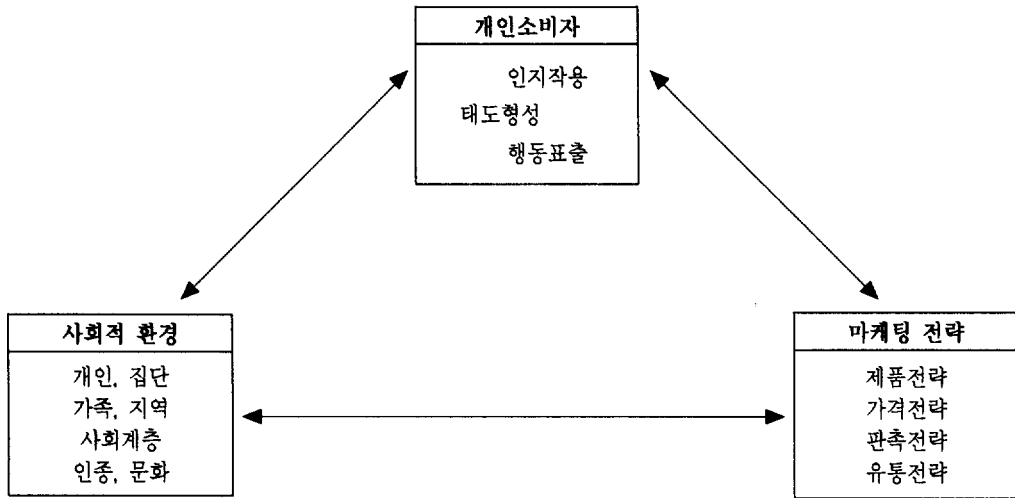 개인소비자
인지작용
태도형성
행동표출
사회적 환경
개인, 집단
가족, 지역
사회계층
인종, 문화
마케팅 전략
제품전략
가격전략
판촉전략
유통전략